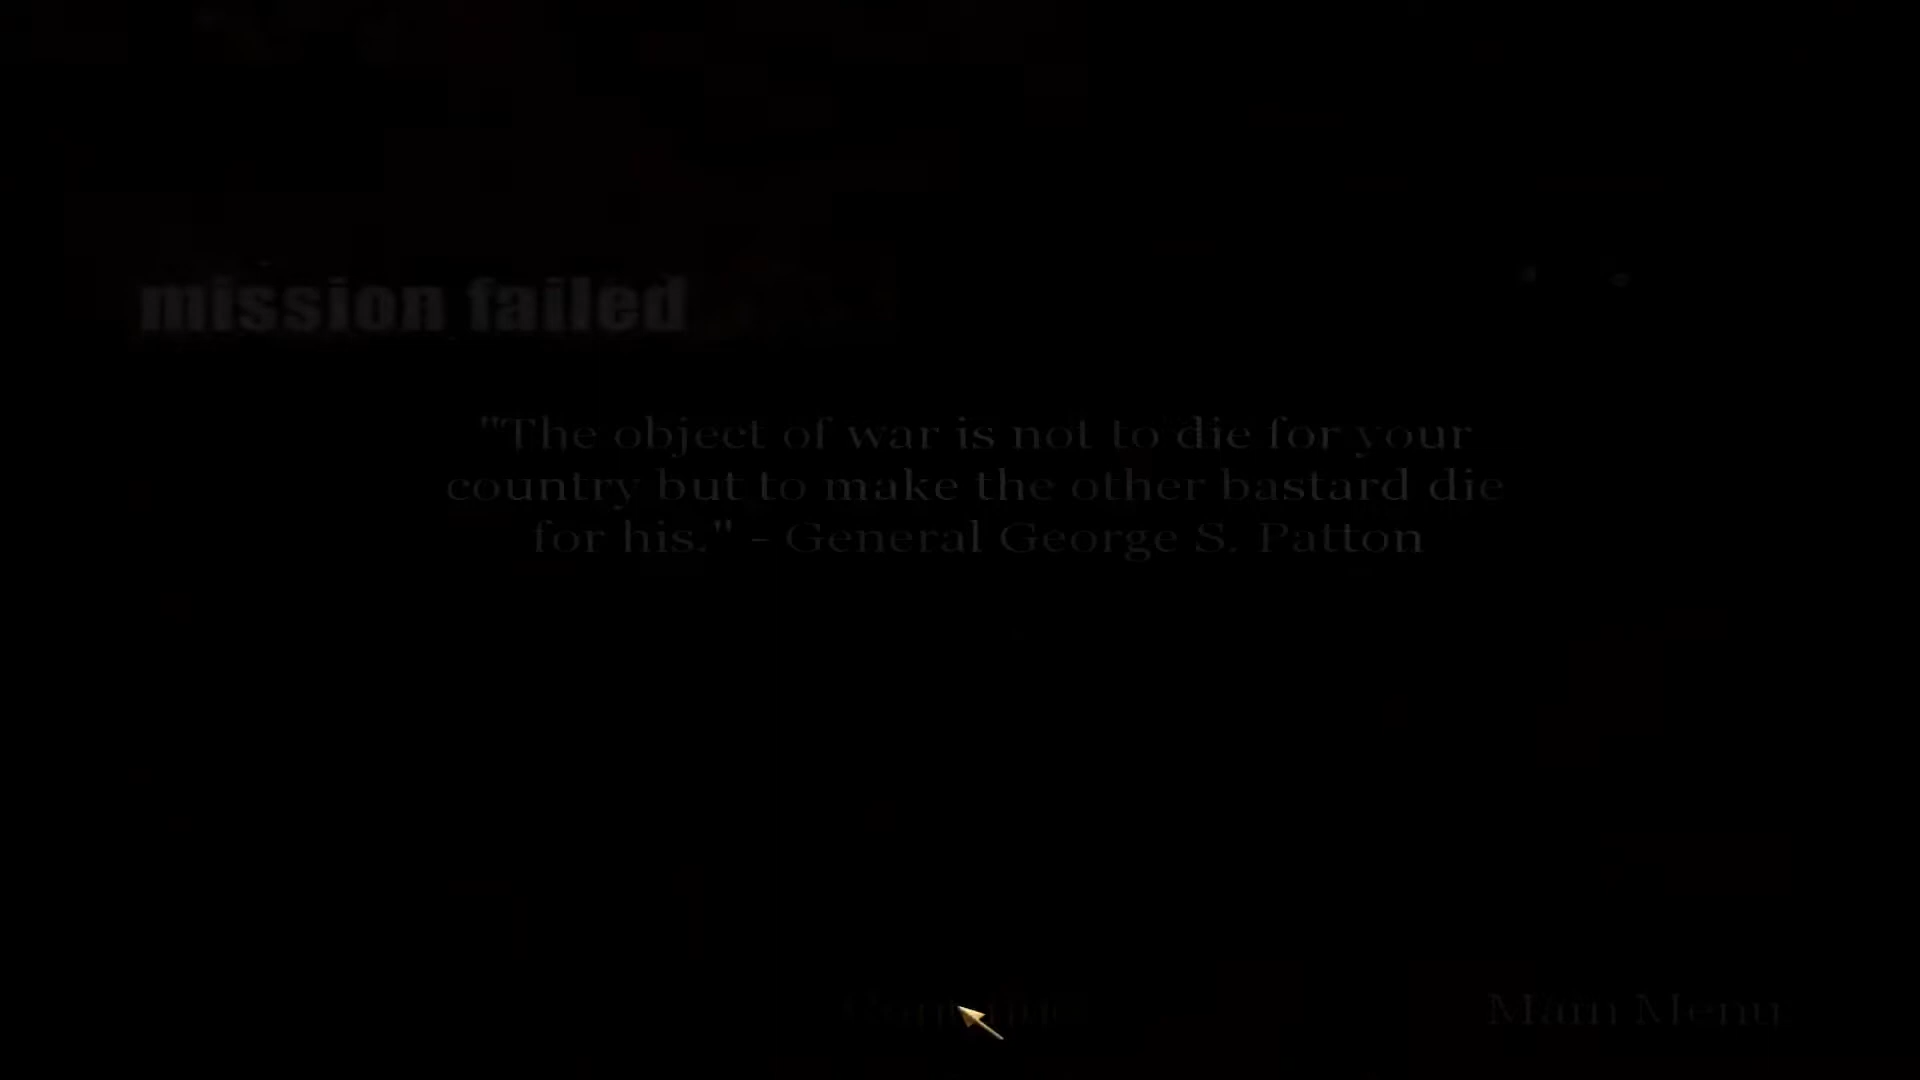 mission failed
"The object of war is not to die for your
country but to make the other bastard die
for his." - General George S. Patton
Main Menu